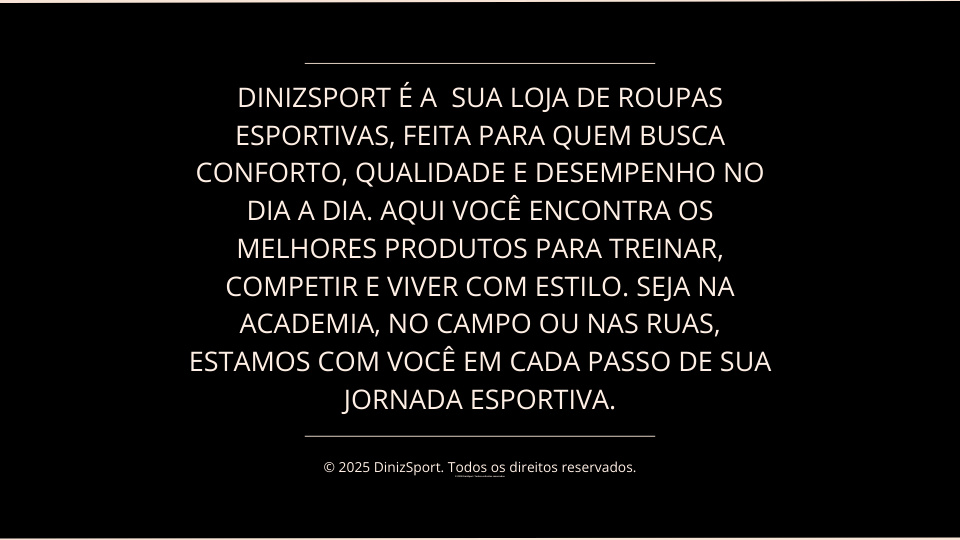 DINIZSPORT É A  SUA LOJA DE ROUPAS
ESPORTIVAS, FEITA PARA QUEM BUSCA
CONFORTO, QUALIDADE E DESEMPENHO NO
DIA A DIA. AQUI VOCÊ ENCONTRA OS
MELHORES PRODUTOS PARA TREINAR,
COMPETIR E VIVER COM ESTILO. SEJA NA
ACADEMIA, NO CAMPO OU NAS RUAS,
ESTAMOS COM VOCÊ EM CADA PASSO DE SUA
JORNADA ESPORTIVA.
© 2025 DinizSport. Todos os direitos reservados.